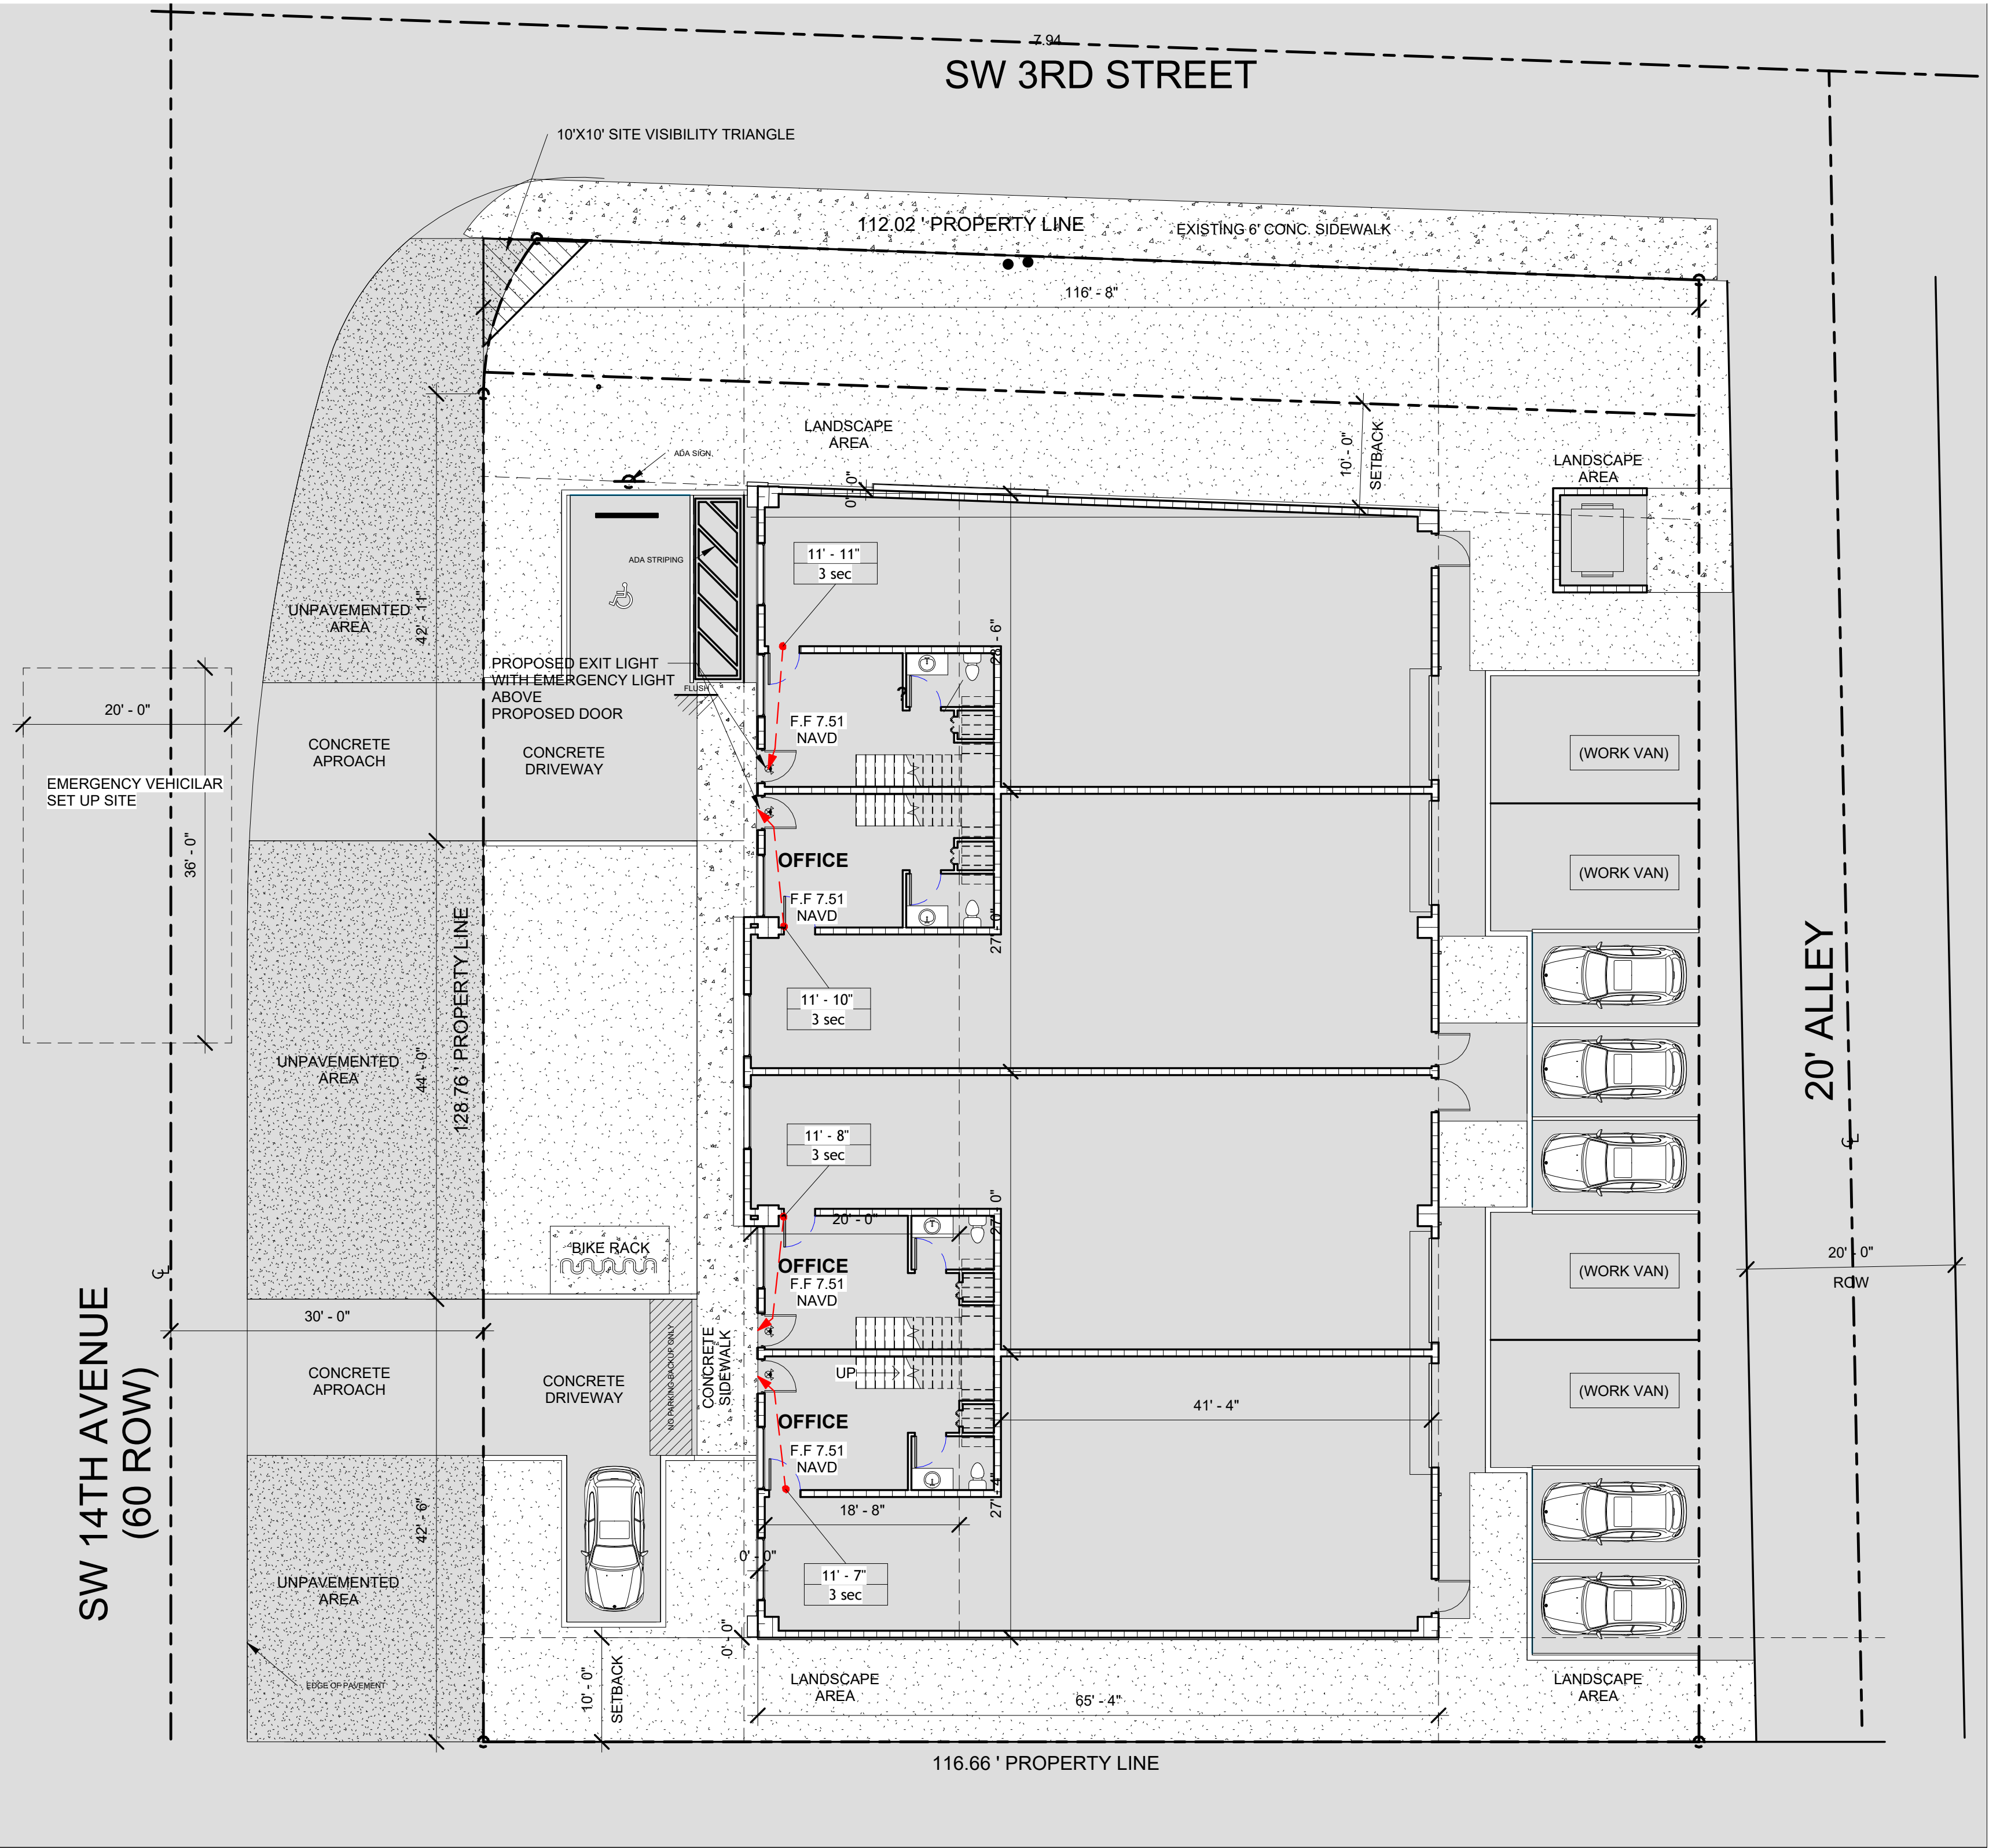 7.94
SW 3RD STREET
10'X10' SITE VISIBILITY TRIANGLE
112.02 ' PROPERTY LINE
EXISTING 6' CONC. SIDEWALK
116' - 8"
LANDSCAPE
AREA
ADA SIGN
0' - 0"
10' - 0"
SETBACK
LANDSCAPE
AREA
11' - 11"
3 sec
ADA STRIPING
UNPAVEMENTED
AREA
42' - 11"
28' - 6"
PROPOSED EXIT LIGHT
WITH EMERGENCY LIGHT
ABOVE
PROPOSED DOOR
FLUSH
?
20' - 0"
F.F 7.51
NAVD
CONCRETE
APROACH
CONCRETE
DRIVEWAY
(WORK VAN)
EMERGENCY VEHICILAR
SET UP SITE
36' - 0"
OFFICE
(WORK VAN)
F.F 7.51
NAVD
27' - 0"
128.76 ' PROPERTY LINE
20' ALLEY
11' - 10"
3 sec
UNPAVEMENTED
AREA
44' - 0"
11' - 8"
3 sec
20' - 0"
27' - 0"
BIKE RACK
OFFICE
F.F 7.51
NAVD
(WORK VAN)
20' - 0"
ROW
SW 14TH AVENUE
(60 ROW)
30' - 0"
NO PARKING-BACKUP ONLY
CONCRETE
SIDEWALK
CONCRETE
APROACH
CONCRETE
DRIVEWAY
UP
(WORK VAN)
41' - 4"
OFFICE
F.F 7.51
NAVD
27' - 4"
18' - 8"
42' - 6"
0' - 0"
11' - 7"
3 sec
UNPAVEMENTED
AREA
0' - 0"
EDGE OF PAVEMENT
10' - 0"
SETBACK
LANDSCAPE
AREA
65' - 4"
LANDSCAPE
AREA
116.66 ' PROPERTY LINE